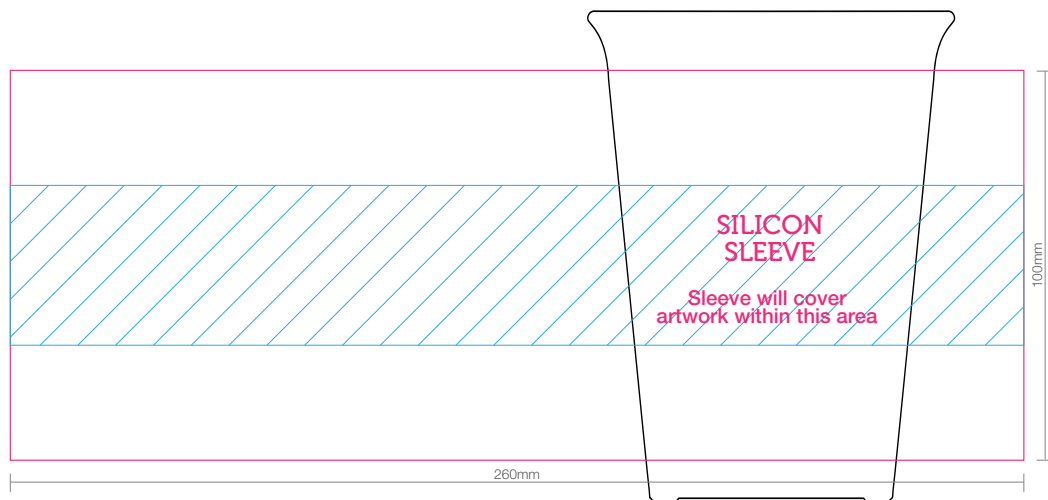 SILICON
SLEEVE
Sleeve will cover
artwork within this area
100mm
260mm